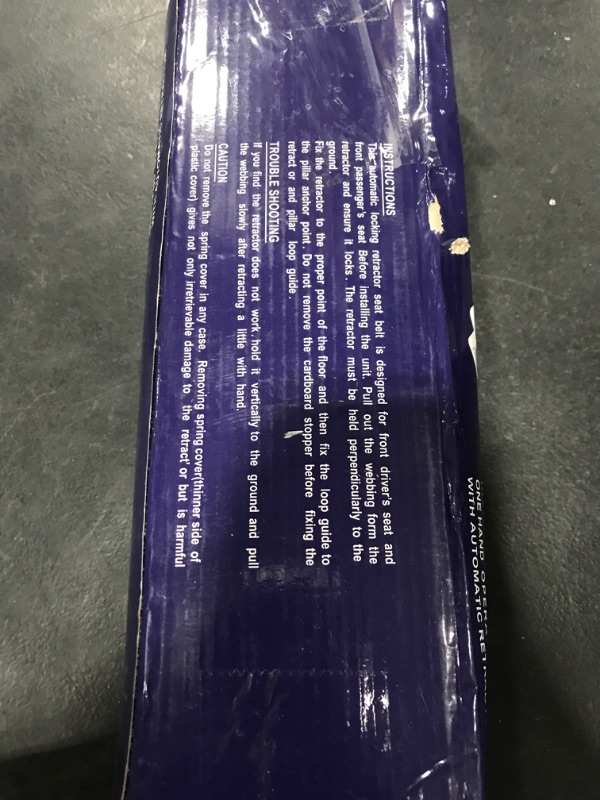 INSTRUCTIONS
This automatic locking retractor seat belt is designed for front driver's seat and
front passenger's seat Before installing the unit. Pull out the webbing form the
retractor and ensure it locks. The retractor must be held perpendicularly to the
ground.
Fix the retractor to the proper point of the floor and then fix the loop guide to
the pillar anchor point. Do not remove the cardboard stopper before fixing the
retract or and pillar loop guide.
TROUBLE SHOOTING
If you find the retractor does not work, hold it vertically to the ground and pull
the webbing slowly after retracting a little with hand.
CAUTION
Do not remove the spring cover in any case. Removing spring cover(thinner side of
plastic cover) gives not only irretrievable damage to the retract'or but is harmful
ONE HAND
WITH AUTOMATIC